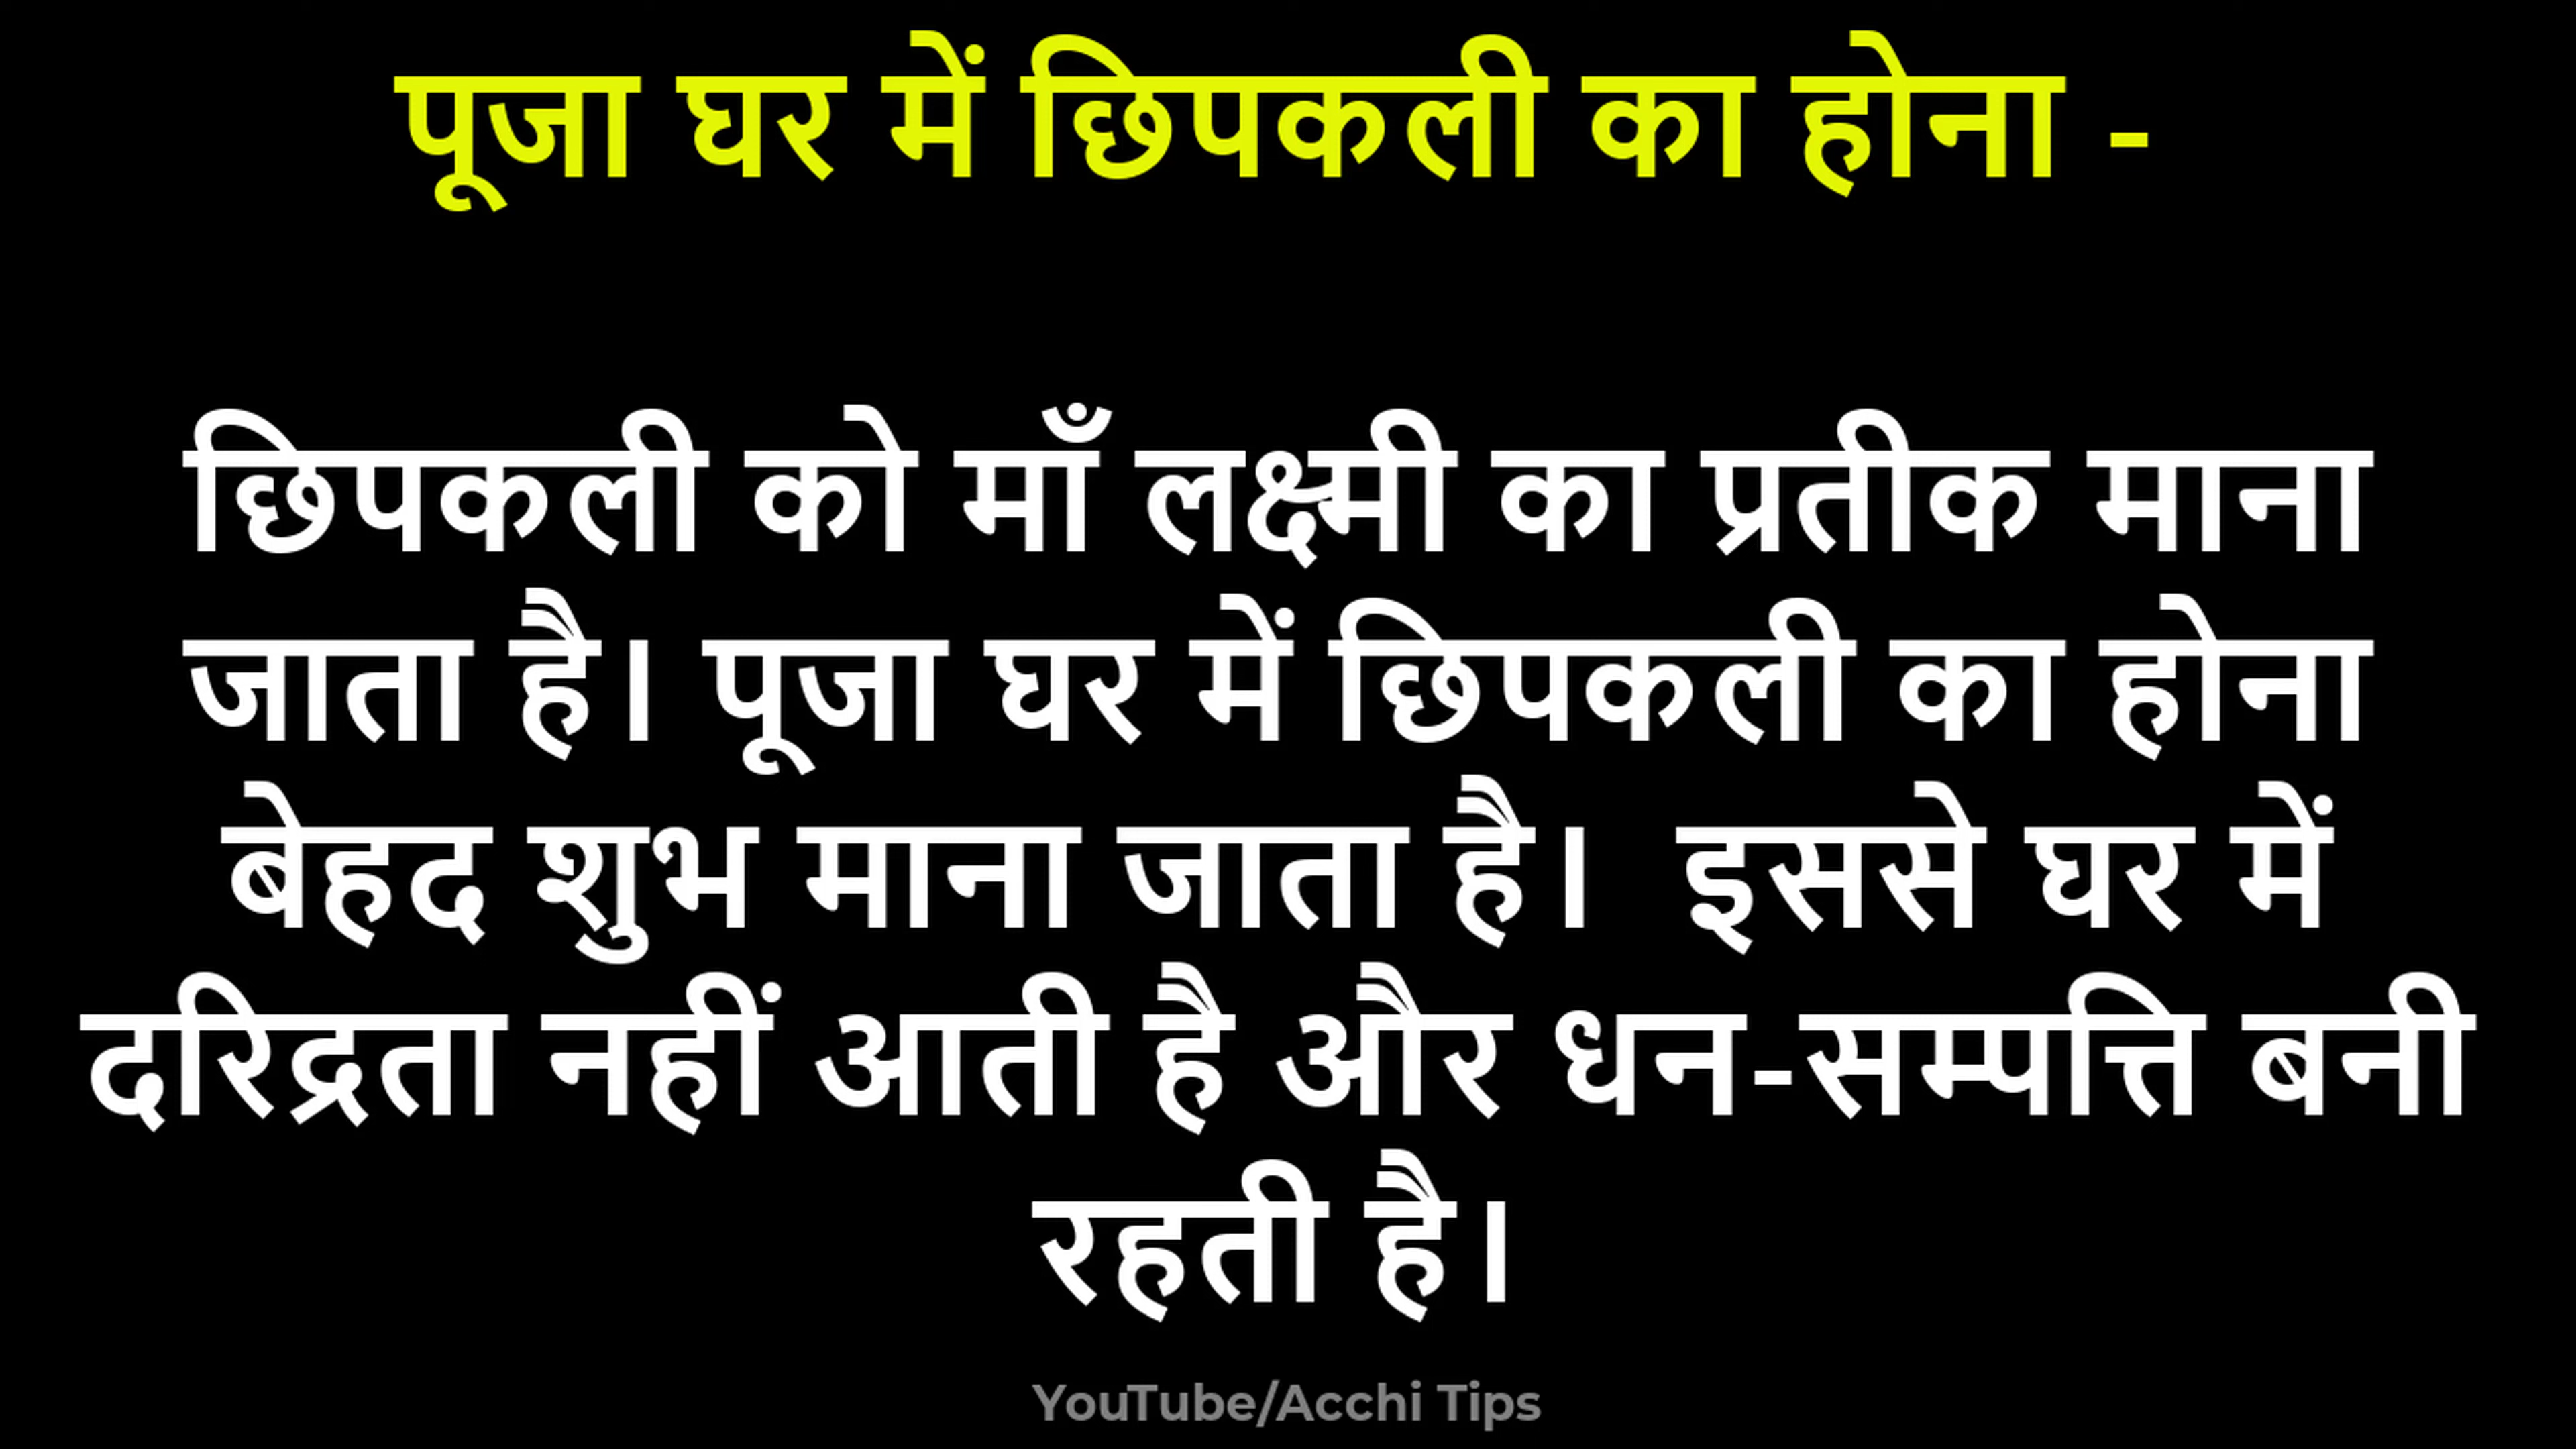 पूजा घर में छिपकली का होना -
छिपकली को माँ लक्ष्मी का प्रतीक माना
जाता है। पूजा घर में छिपकली का होना
बेहद शुभ माना जाता है। इससे घर में
दरिद्रता नहीं आती है और धन-सम्पत्ति बनी
रहती है।
YouTube/Acchi Tips